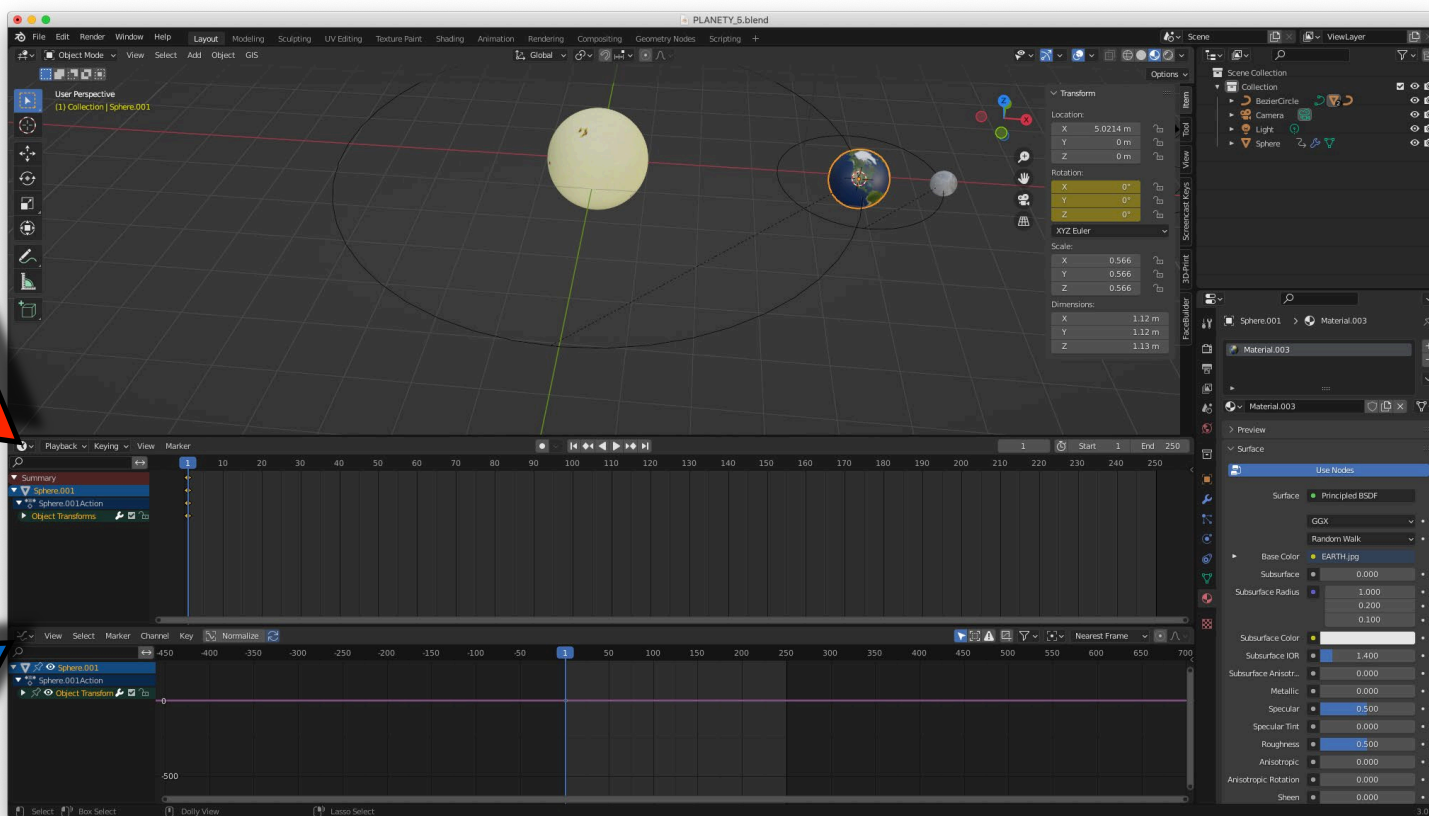 PLANETY_5.blend
File Edit Render Window Help Layout Modeling Sculpting UV Editing Texture Paint Shading Animation Rendering Compositing Geometry Nodes Scripting + Scene ViewLayer
Object Mode View Select Add Object GIS Global
Options
User Perspective
(1) Collection | Sphere.001
Transform
Location:
X 5.0214 m
Y 0 m
Z 0 m
Rotation:
X 0°
Y 0°
Z 0°
XYZ Euler
Scale:
X 0.566
Y 0.566
Z 0.566
Dimensions:
X 1.12 m
Y 1.12 m
Z 1.13 m
Z
X
Item
Tool
View
Screencast Keys
3D-Print
FaceBuilder
Scene Collection
Collection
BezierCircle
Camera
Light
Sphere
Sphere.001 > Material.003
Material.003
Material.003
Preview
Surface
Use Nodes
Surface Principled BSDF
GGX
Random Walk
Base Color EARTH.jpg
Subsurface 0.000
Subsurface Radius 1.000
0.200
0.100
Subsurface Color
Subsurface IOR 1.400
Subsurface Anisotr... 0.000
Metallic 0.000
Specular 0.500
Specular Tint 0.000
Roughness 0.500
Anisotropic 0.000
Anisotropic Rotation 0.000
Sheen 0.000
Playback Keying View Marker 1 Start 1 End 250
1 10 20 30 40 50 60 70 80 90 100 110 120 130 140 150 160 170 180 190 200 210 220 230 240 250
Summary
Sphere.001
Sphere.001Action
Object Transforms
View Select Marker Channel Key Normalize Nearest Frame
-450 -400 -350 -300 -250 -200 -150 -100 -50 1 50 100 150 200 250 300 350 400 450 500 550 600 650 700
Sphere.001
Sphere.001Action
Object Transform
0
-500
Select Box Select Dolly View Lasso Select 3.0